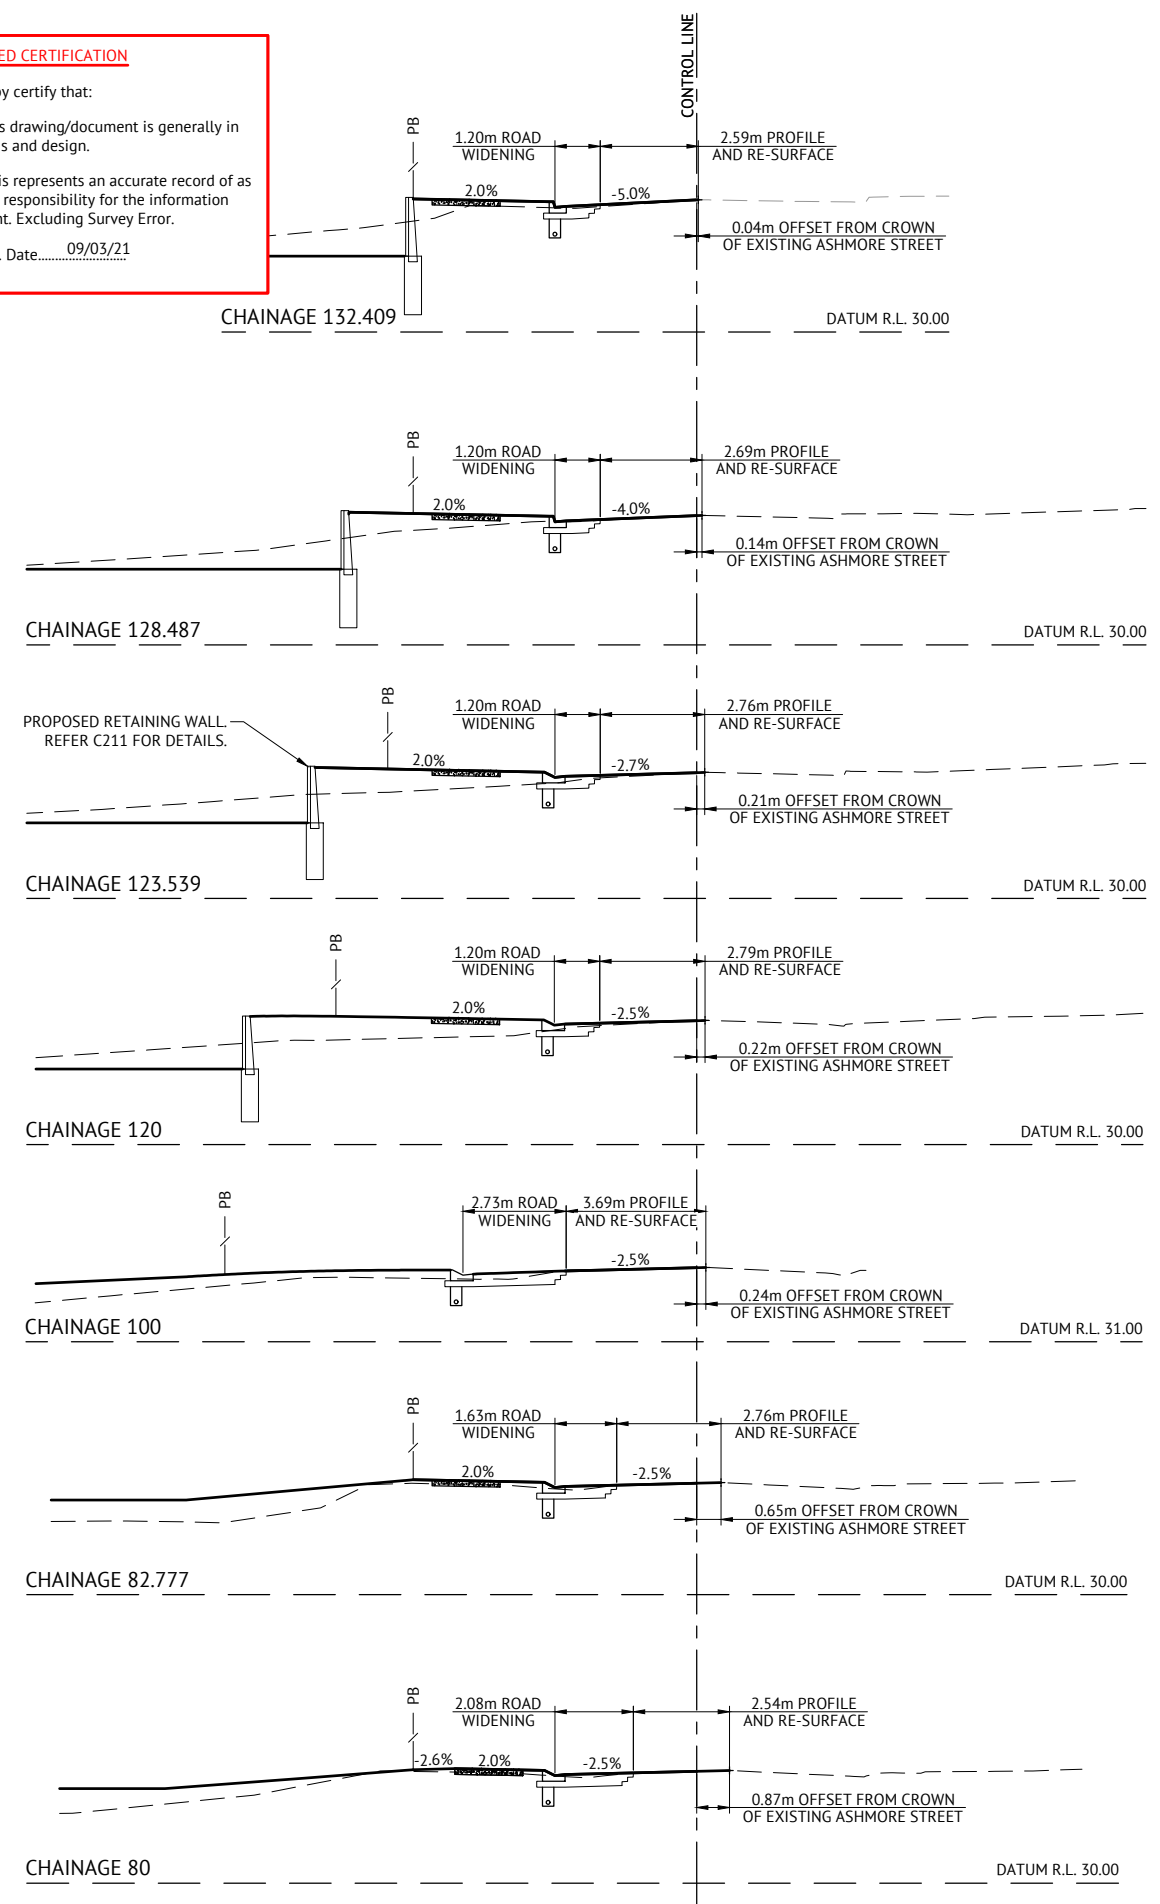 ED CERTIFICATION
by certify that:
s drawing/document is generally in
s and design.
is represents an accurate record of as
responsibility for the information
nt. Excluding Survey Error.
. Date.......09/03/21
CONTROL LINE
PB
1.20m ROAD
WIDENING
2.59m PROFILE
AND RE-SURFACE
2.0%
-5.0%
0.04m OFFSET FROM CROWN
OF EXISTING ASHMORE STREET
CHAINAGE 132.409
DATUM R.L. 30.00
PB
1.20m ROAD
WIDENING
2.69m PROFILE
AND RE-SURFACE
2.0%
-4.0%
0.14m OFFSET FROM CROWN
OF EXISTING ASHMORE STREET
CHAINAGE 128.487
DATUM R.L. 30.00
PROPOSED RETAINING WALL.
REFER C211 FOR DETAILS.
PB
1.20m ROAD
WIDENING
2.76m PROFILE
AND RE-SURFACE
2.0%
-2.7%
0.21m OFFSET FROM CROWN
OF EXISTING ASHMORE STREET
CHAINAGE 123.539
DATUM R.L. 30.00
PB
1.20m ROAD
WIDENING
2.79m PROFILE
AND RE-SURFACE
2.0%
-2.5%
0.22m OFFSET FROM CROWN
OF EXISTING ASHMORE STREET
CHAINAGE 120
DATUM R.L. 30.00
PB
2.73m ROAD
WIDENING
3.69m PROFILE
AND RE-SURFACE
-2.5%
0.24m OFFSET FROM CROWN
OF EXISTING ASHMORE STREET
CHAINAGE 100
DATUM R.L. 31.00
PB
1.63m ROAD
WIDENING
2.76m PROFILE
AND RE-SURFACE
2.0%
-2.5%
0.65m OFFSET FROM CROWN
OF EXISTING ASHMORE STREET
CHAINAGE 82.777
DATUM R.L. 30.00
PB
2.08m ROAD
WIDENING
2.54m PROFILE
AND RE-SURFACE
-2.6%
2.0%
-2.5%
0.87m OFFSET FROM CROWN
OF EXISTING ASHMORE STREET
CHAINAGE 80
DATUM R.L. 30.00